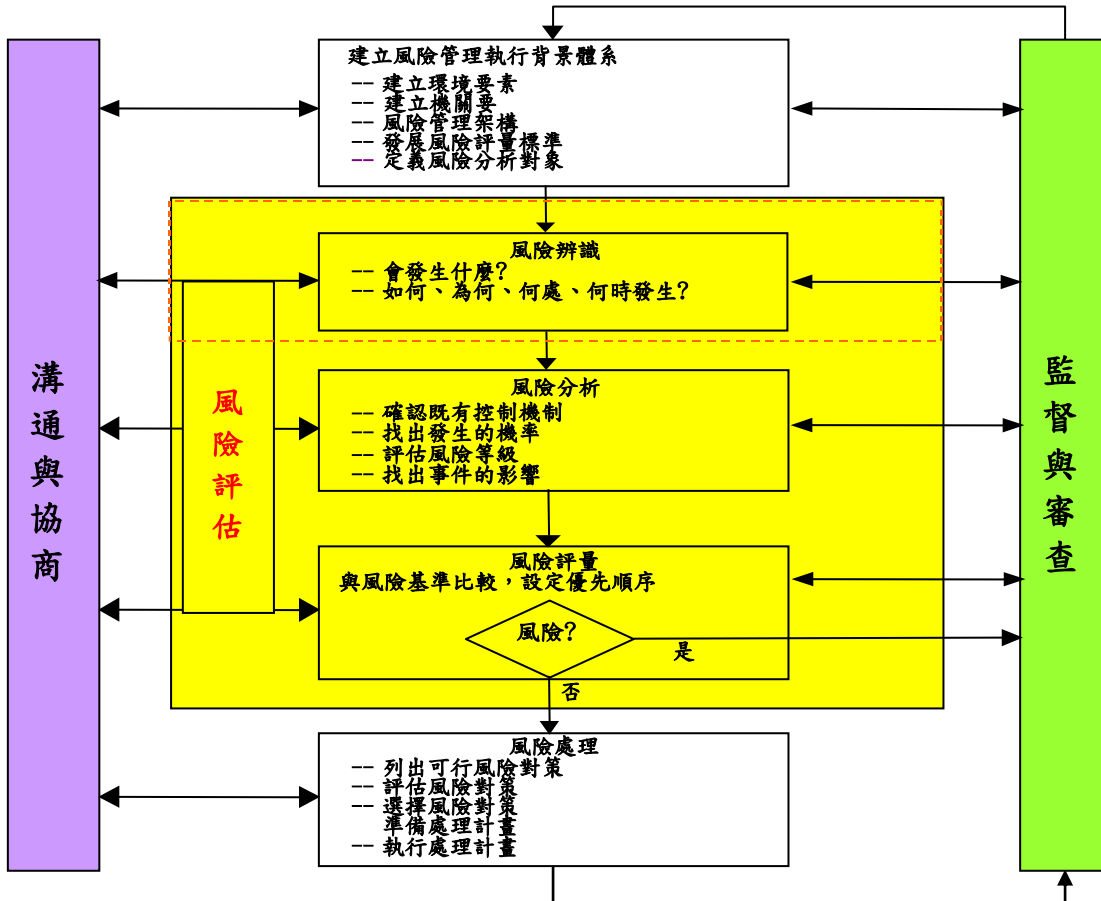 建立風險管理執行背景體系
-- 建立環境要素
-- 建立機關要
-- 風險管理架構
-- 發展風險評量標準
-- 定義風險分析對象
風險辨識
-- 會發生什麼?
-- 如何、為何、何處、何時發生?
溝通與協商
風險評估
監督與審查
風險分析
-- 確認既有控制機制
-- 找出發生的機率
-- 評估風險等級
-- 找出事件的影響
風險評量
與風險基準比較，設定優先順序
風險?
是
否
風險處理
-- 列出可行風險對策
-- 評估風險對策
-- 選擇風險對策
準備處理計畫
-- 執行處理計畫